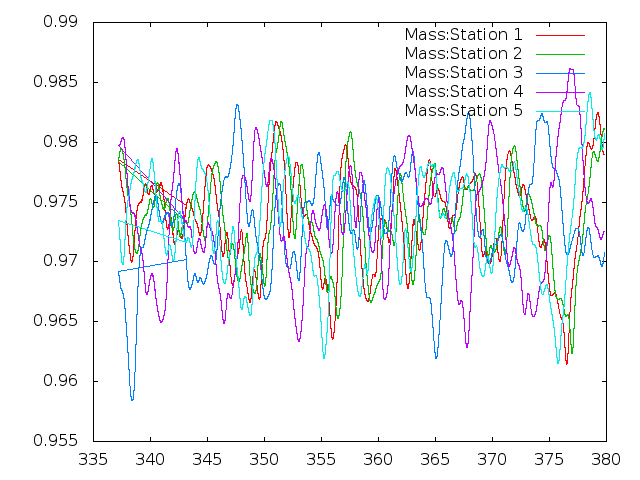 0.99
0.985
0.98
0.975
0.97
0.965
0.96
0.955
335 340 345 350 355 360 365 370 375 380
Mass:Station 1
Mass:Station 2
Mass:Station 3
Mass:Station 4
Mass:Station 5